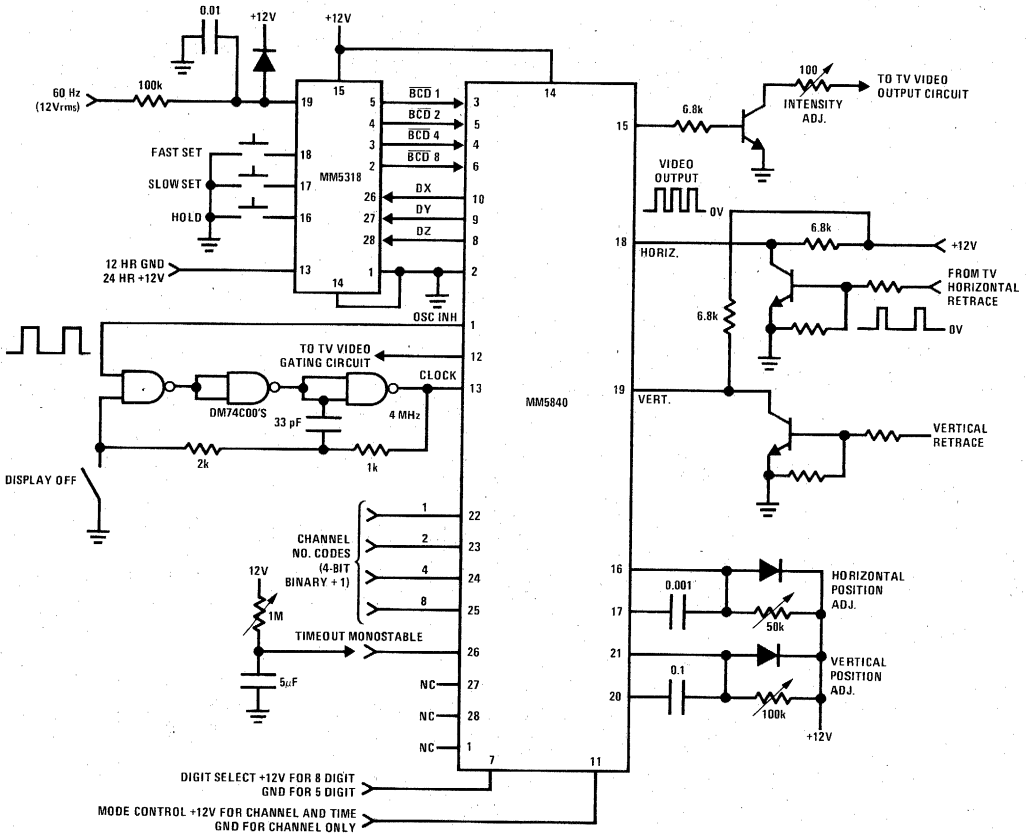 0.01
+12V
+12V
60 Hz
(12Vrms)
100k
19
15
FAST SET
18
SLOW SET
17
HOLD
16
12 HR GND
24 HR +12V
13
14
MM5318
5
4
3
2
26
27
28
1
BCD 1
BCD 2
BCD 4
BCD 8
DX
DY
DZ
3
5
4
6
10
9
8
2
OSC INH
1
TO TV VIDEO
GATING CIRCUIT
12
CLOCK
13
DM74C00'S
4 MHz
33 pF
2k
1k
DISPLAY OFF
CHANNEL
NO. CODES
(4-BIT
BINARY + 1)
1
2
4
8
22
23
24
25
12V
1M
TIMEOUT MONOSTABLE
26
5μF
NC
27
NC
28
NC
1
7
11
DIGIT SELECT +12V FOR 8 DIGIT
GND FOR 5 DIGIT
MODE CONTROL +12V FOR CHANNEL AND TIME
GND FOR CHANNEL ONLY
MM5840
14
15
6.8k
100
INTENSITY
ADJ.
TO TV VIDEO
OUTPUT CIRCUIT
VIDEO
OUTPUT
0V
18
HORIZ.
6.8k
+12V
FROM TV
HORIZONTAL
RETRACE
0V
6.8k
19
VERT.
VERTICAL
RETRACE
16
0.001
17
50k
HORIZONTAL
POSITION
ADJ.
21
0.1
20
100k
VERTICAL
POSITION
ADJ.
+12V